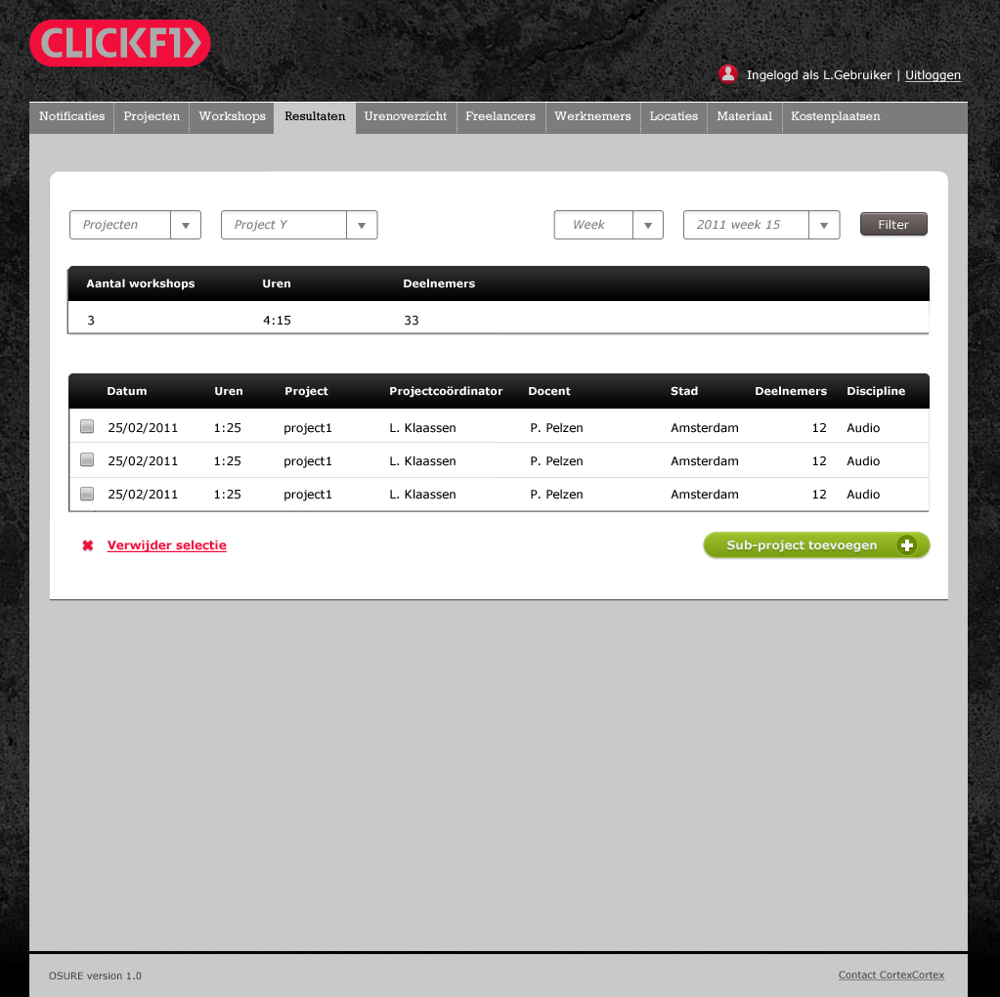 CLICKF1
Ingelogd als L.Gebruiker | Uitloggen
Notificaties Projecten Workshops Resultaten Urenoverzicht Freelancers Werknemers Locaties Materiaal Kostenplaatsen
Projecten Project Y Week 2011 week 15 Filter
Aantal workshops Uren Deelnemers
3 4:15 33
Datum Uren Project Projectcoördinator Docent Stad Deelnemers Discipline
25/02/2011 1:25 project1 L. Klaassen P. Pelzen Amsterdam 12 Audio
25/02/2011 1:25 project1 L. Klaassen P. Pelzen Amsterdam 12 Audio
25/02/2011 1:25 project1 L. Klaassen P. Pelzen Amsterdam 12 Audio
Verwijder selectie Sub-project toevoegen
OSURE version 1.0 Contact CortexCortex